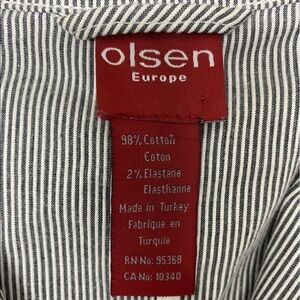 olsen
Europe
98% Cotton
Coton
2% Elastane
Elasthanne
Made in Turkey
Fabrique en
Turquie
RN No: 95368
CA No: 10340